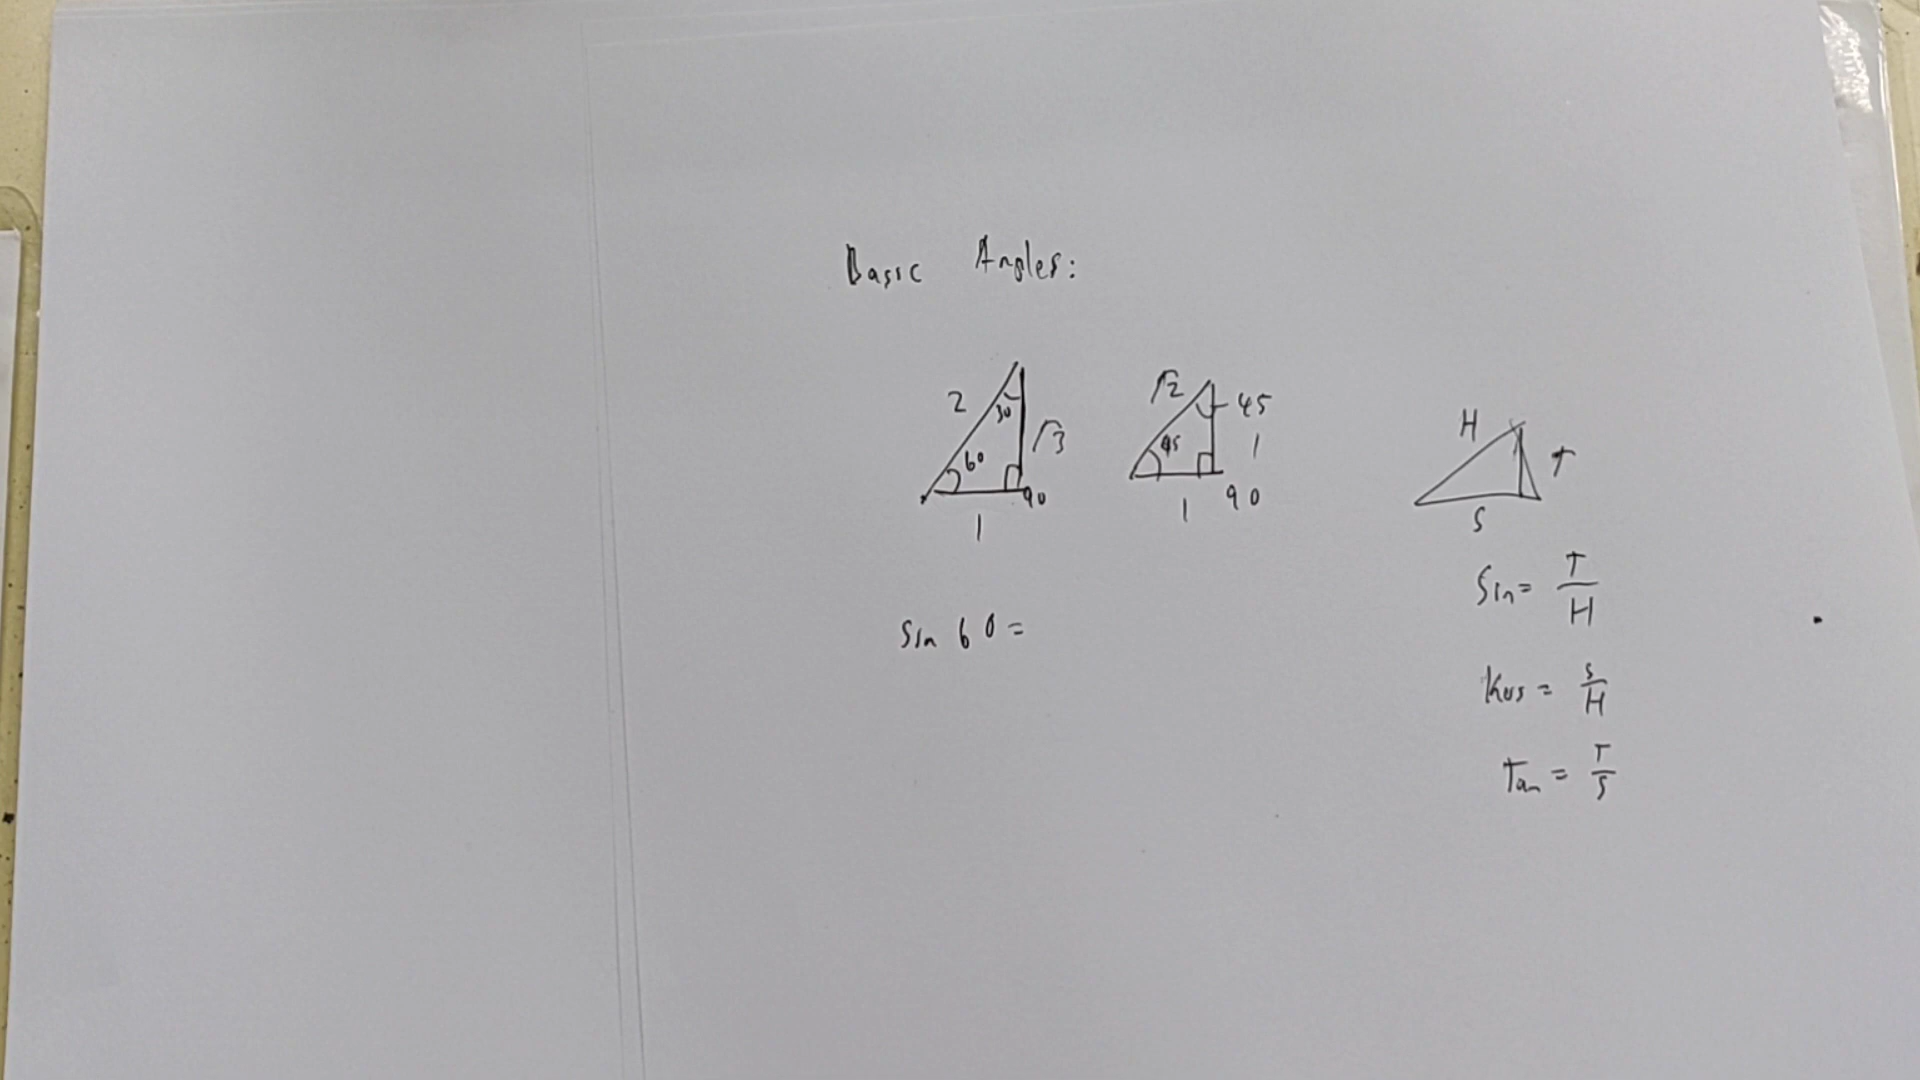 Basic Angles:
2 30 60 √3 90 1
√2 45 45 1 1 90
H T S
Sin = T/H
sin 60 =
kos = s/H
Tan = T/S